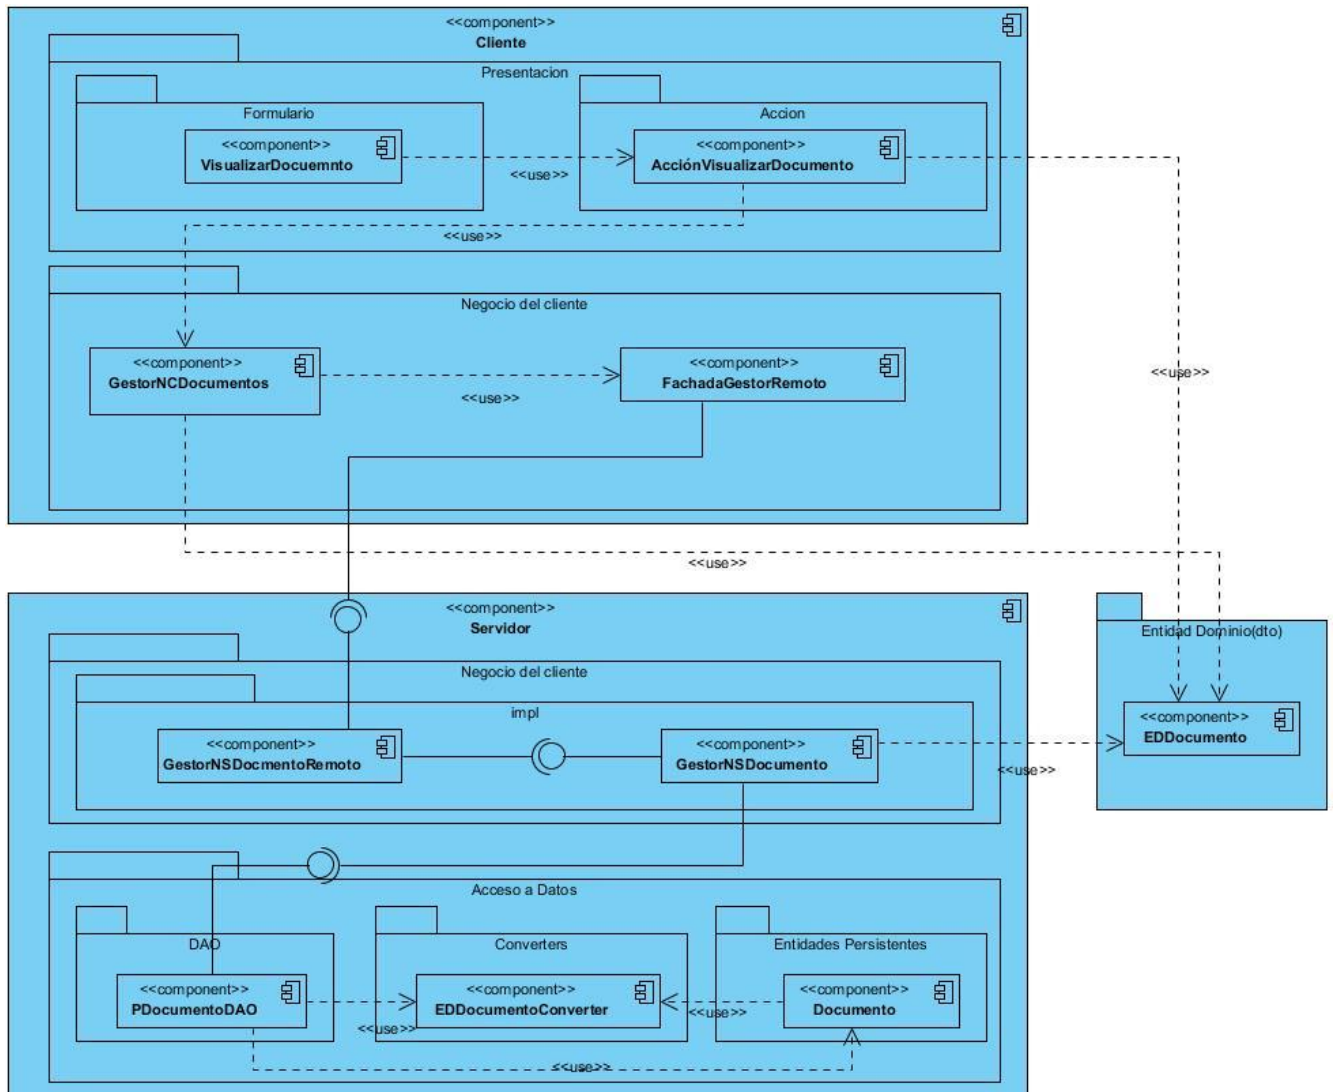 <<component>>
Cliente
Presentacion
Formulario
<<component>>
VisualizarDocuemnto
<<use>>
Accion
<<component>>
AcciónVisualizarDocumento
<<use>>
Negocio del cliente
<<component>>
GestorNCDocumentos
<<use>>
<<component>>
FachadaGestorRemoto
<<use>>
<<use>>
<<component>>
Servidor
Negocio del cliente
impl
<<component>>
GestorNSDocmentoRemoto
<<component>>
GestorNSDocumento
<<use>>
Entidad Dominio(dto)
<<component>>
EDDocumento
Acceso a Datos
DAO
<<component>>
PDocumentoDAO
<<use>>
Converters
<<component>>
EDDocumentoConverter
<<use>>
Entidades Persistentes
<<component>>
Documento
<<use>>